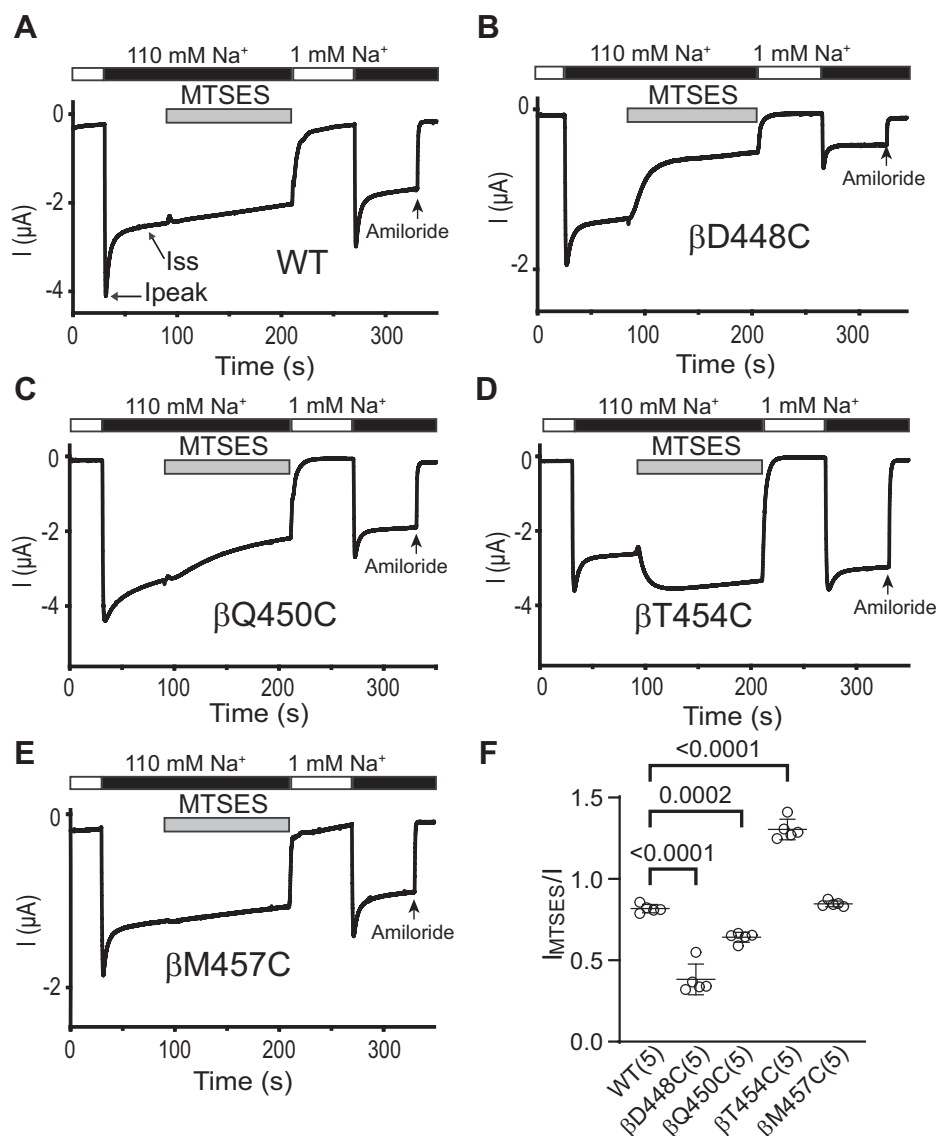 A
110 mM Na⁺ 1 mM Na⁺
MTSES
0
-2
-4
I (µA)
Iss
Ipeak
WT
Amiloride
0 100 200 300
Time (s)
B
110 mM Na⁺ 1 mM Na⁺
MTSES
0
-2
I (µA)
βD448C
Amiloride
0 100 200 300
Time (s)
C
110 mM Na⁺ 1 mM Na⁺
MTSES
0
-2
-4
I (µA)
βQ450C
Amiloride
0 100 200 300
Time (s)
D
110 mM Na⁺ 1 mM Na⁺
MTSES
0
-2
-4
I (µA)
βT454C
Amiloride
0 100 200 300
Time (s)
E
110 mM Na⁺ 1 mM Na⁺
MTSES
0
-2
I (µA)
βM457C
Amiloride
0 100 200 300
Time (s)
F
<0.0001
0.0002
<0.0001
1.5
1.0
0.5
0.0
I_MTSES/I
WT(5)
βD448C(5)
βQ450C(5)
βT454C(5)
βM457C(5)